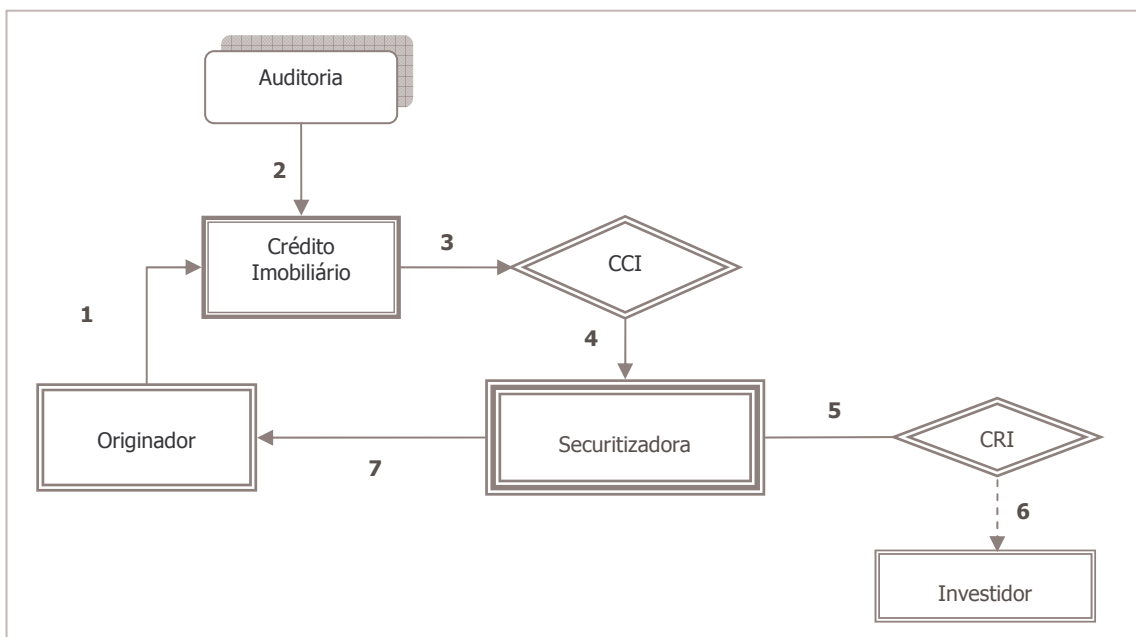 Auditoria
2
Crédito
Imobiliário
3
CCI
1
4
Originador
7
Securitizadora
5
CRI
6
Investidor